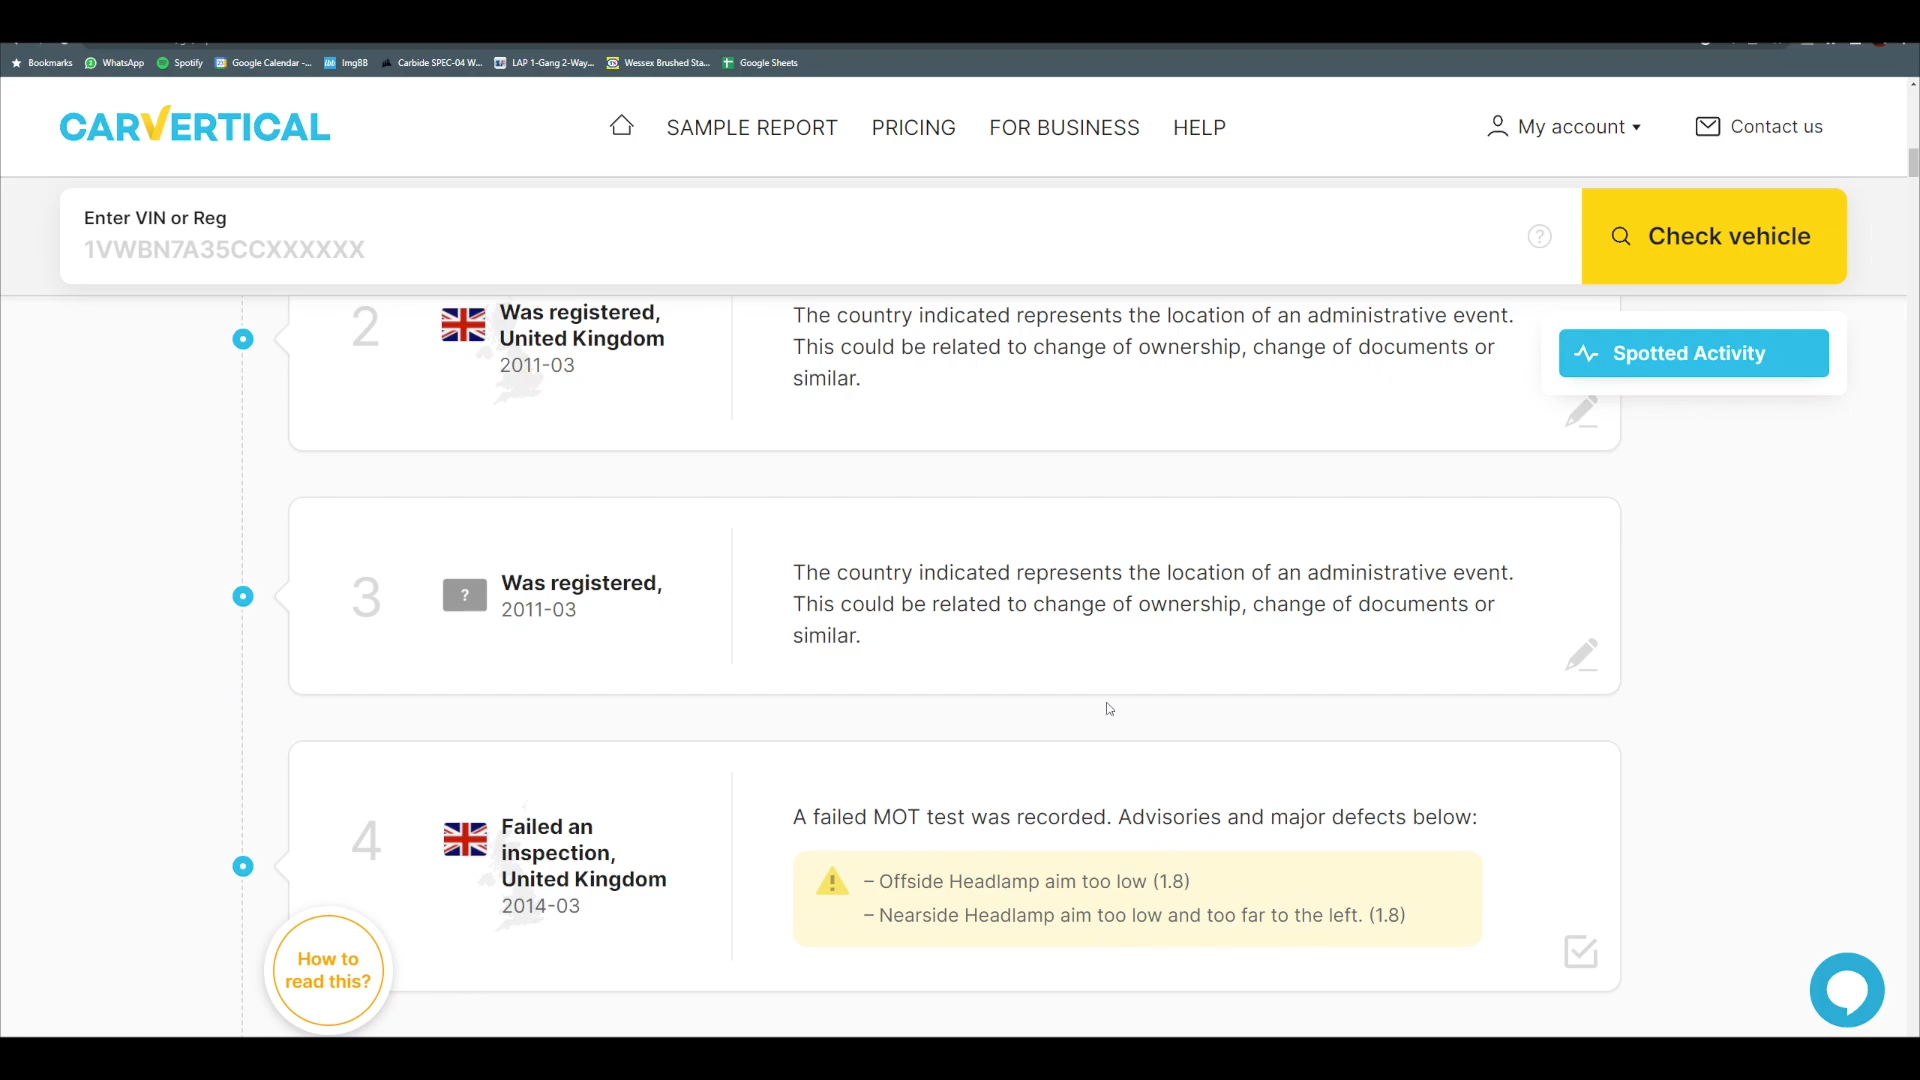 Bookmarks WhatsApp Spotify Google Calendar -... ImgBB Carbide SPEC-04 W... LAP 1-Gang 2-Way... Wessex Brushed Sta... Google Sheets
CARVERTICAL
SAMPLE REPORT PRICING FOR BUSINESS HELP My account Contact us
Enter VIN or Reg
1VWBN7A35CCXXXXXX
?
Check vehicle
2
Was registered,
United Kingdom
2011-03
The country indicated represents the location of an administrative event.
This could be related to change of ownership, change of documents or
similar.
Spotted Activity
3
?
Was registered,
2011-03
The country indicated represents the location of an administrative event.
This could be related to change of ownership, change of documents or
similar.
4
Failed an
inspection,
United Kingdom
2014-03
A failed MOT test was recorded. Advisories and major defects below:
– Offside Headlamp aim too low (1.8)
– Nearside Headlamp aim too low and too far to the left. (1.8)
How to
read this?